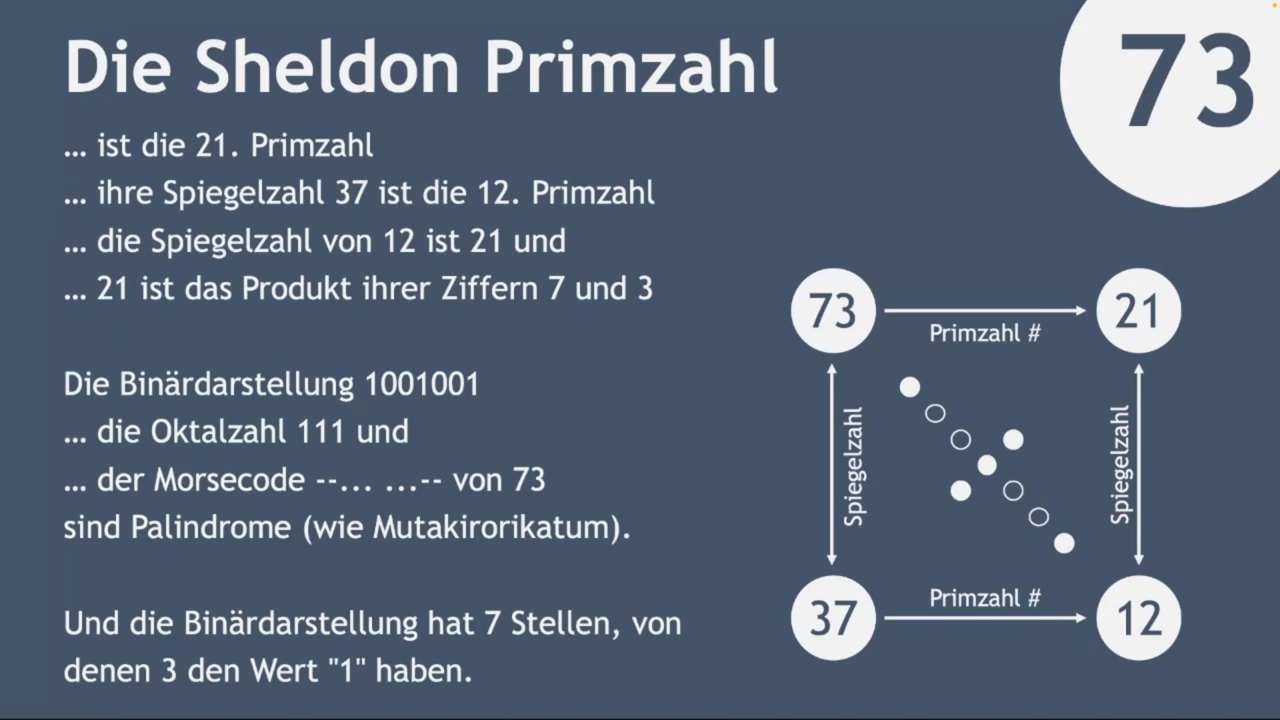 Die Sheldon Primzahl
73
... ist die 21. Primzahl
... ihre Spiegelzahl 37 ist die 12. Primzahl
... die Spiegelzahl von 12 ist 21 und
... 21 ist das Produkt ihrer Ziffern 7 und 3
Die Binärdarstellung 1001001
... die Oktalzahl 111 und
... der Morsecode --... ...-- von 73
sind Palindrome (wie Mutakirorikatum).
Und die Binärdarstellung hat 7 Stellen, von
denen 3 den Wert "1" haben.
73
Primzahl #
21
Spiegelzahl
Spiegelzahl
37
Primzahl #
12